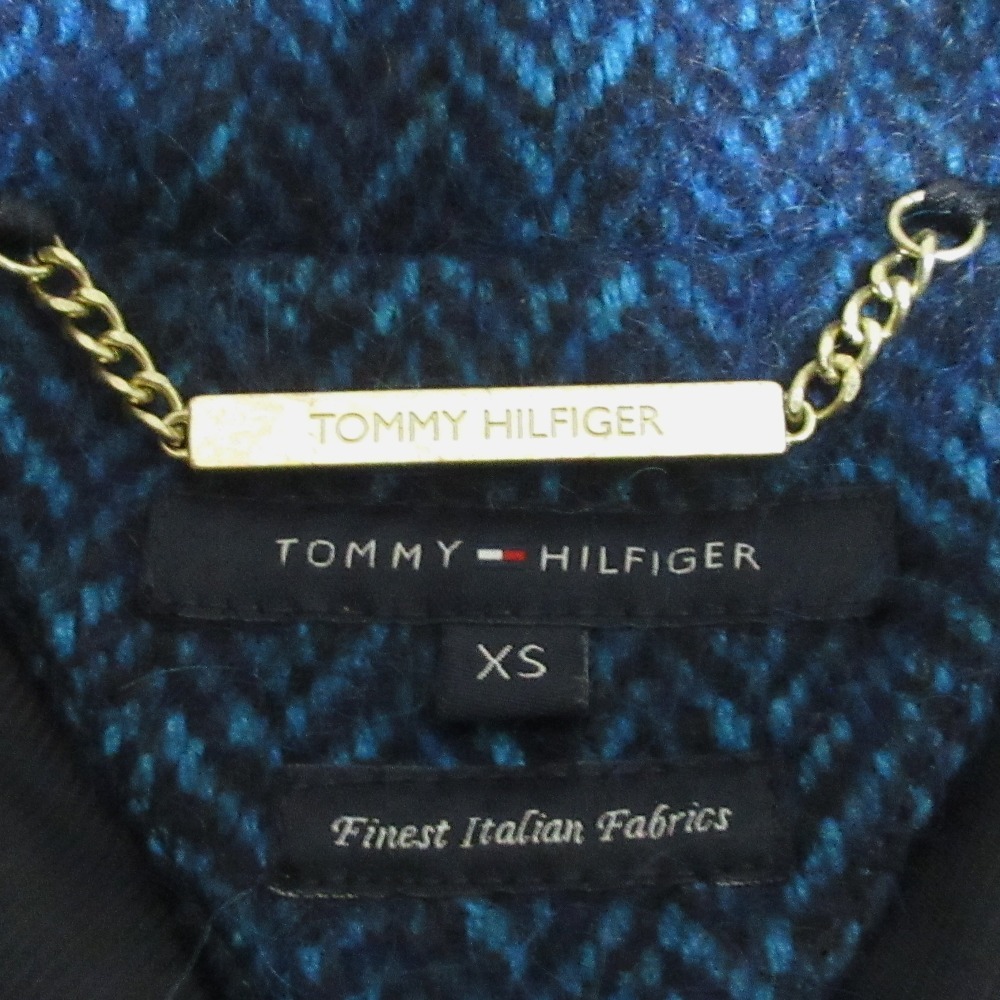 TOMMY HILFIGER
TOMMY HILFIGER
XS
Finest Italian Fabrics